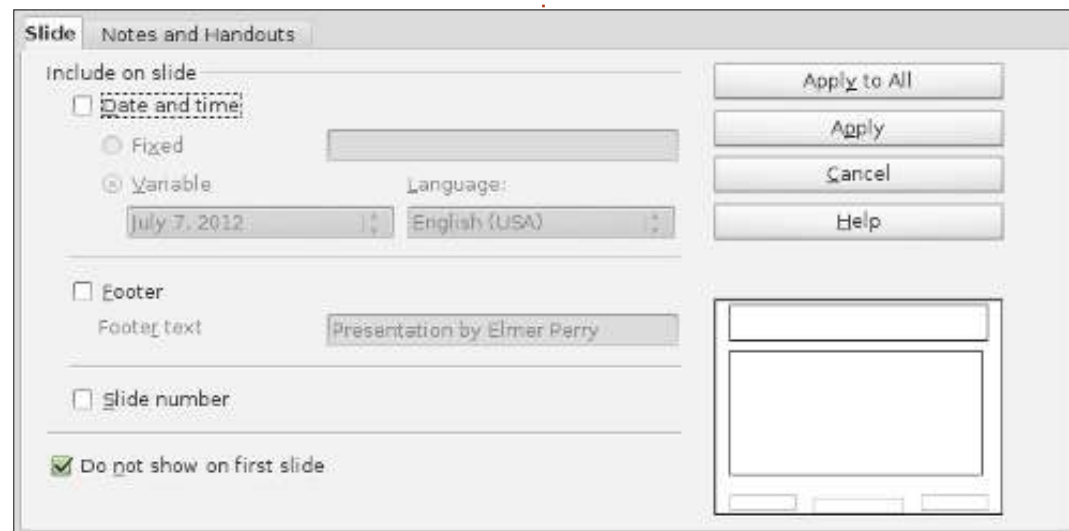 Slide Notes and Handouts
Include on slide
Date and time
Fixed
Variable Language:
July 7, 2012 English (USA)
Footer
Footer text Presentation by Elmer Perry
Slide number
Do not show on first slide
Apply to All
Apply
Cancel
Help